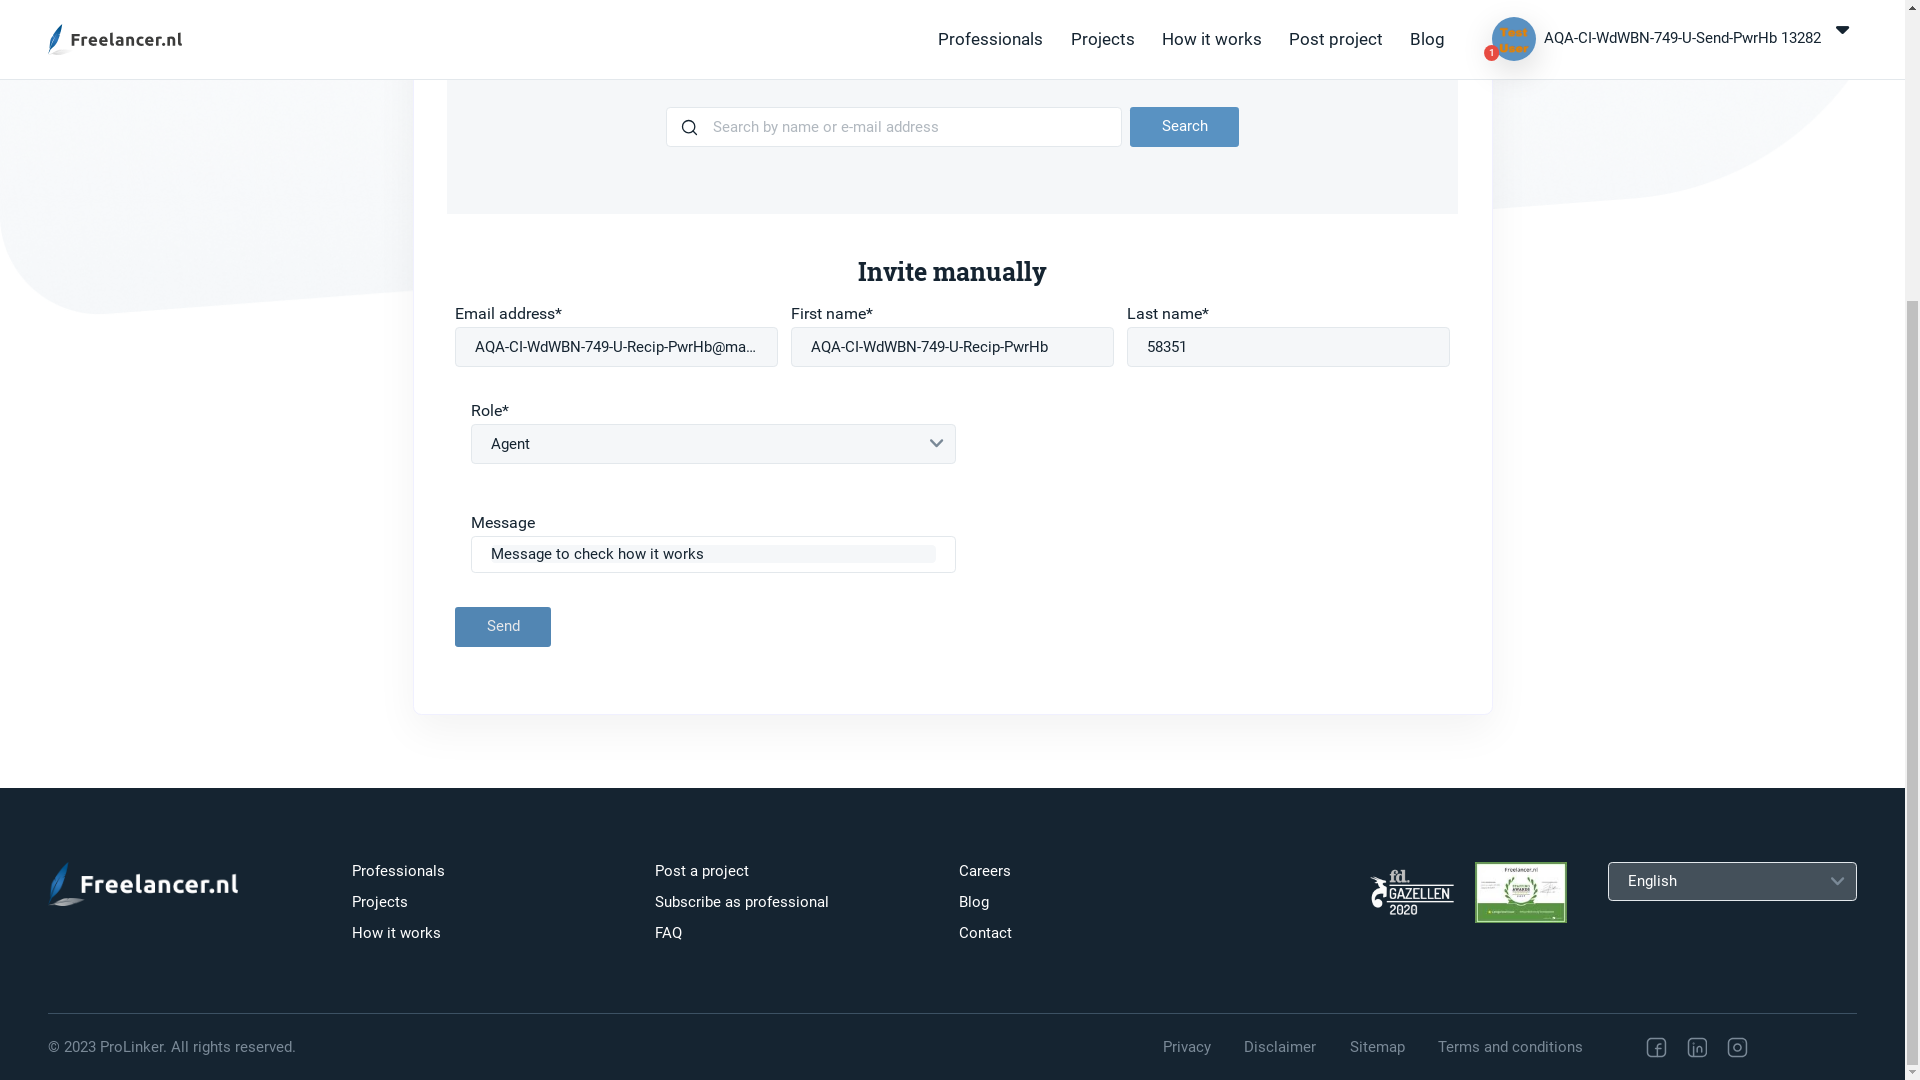 Freelancer.nl
Professionals
Projects
How it works
Post project
Blog
Test
User
1
AQA-CI-WdWBN-749-U-Send-PwrHb 13282
Search by name or e-mail address
Search
Invite manually
Email address*
First name*
Last name*
AQA-CI-WdWBN-749-U-Recip-PwrHb@ma...
AQA-CI-WdWBN-749-U-Recip-PwrHb
58351
Role*
Agent
Message
Message to check how it works
Send
Freelancer.nl
Professionals
Projects
How it works
Post a project
Subscribe as professional
FAQ
Careers
Blog
Contact
fd.
GAZELLEN
2020
Freelancer.nl
English
© 2023 ProLinker. All rights reserved.
Privacy
Disclaimer
Sitemap
Terms and conditions